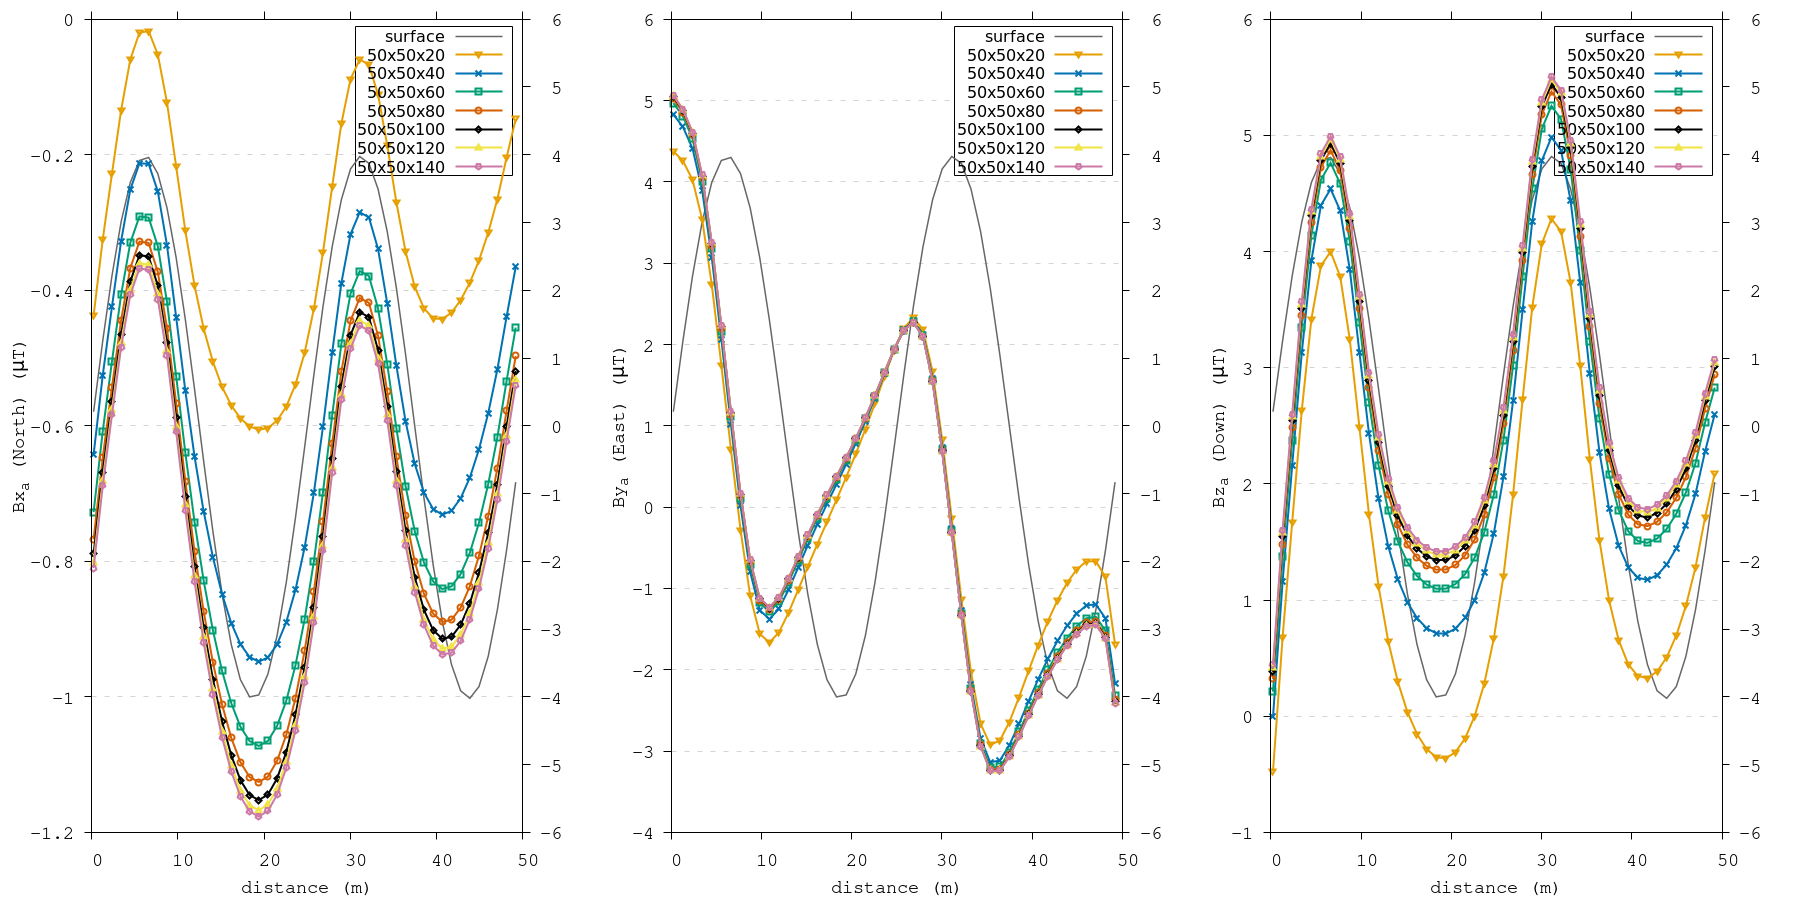 Bx_a (North) (μT)
0
−0.2
−0.4
−0.6
−0.8
−1
−1.2
surface
50x50x20
50x50x40
50x50x60
50x50x80
50x50x100
50x50x120
50x50x140
6
5
4
3
2
1
0
−1
−2
−3
−4
−5
−6
0 10 20 30 40 50
distance (m)
By_a (East) (μT)
6
5
4
3
2
1
0
−1
−2
−3
−4
surface
50x50x20
50x50x40
50x50x60
50x50x80
50x50x100
50x50x120
50x50x140
6
5
4
3
2
1
0
−1
−2
−3
−4
−5
−6
0 10 20 30 40 50
distance (m)
Bz_a (Down) (μT)
6
5
4
3
2
1
0
−1
surface
50x50x20
50x50x40
50x50x60
50x50x80
50x50x100
50x50x120
50x50x140
6
5
4
3
2
1
0
−1
−2
−3
−4
−5
−6
0 10 20 30 40 50
distance (m)